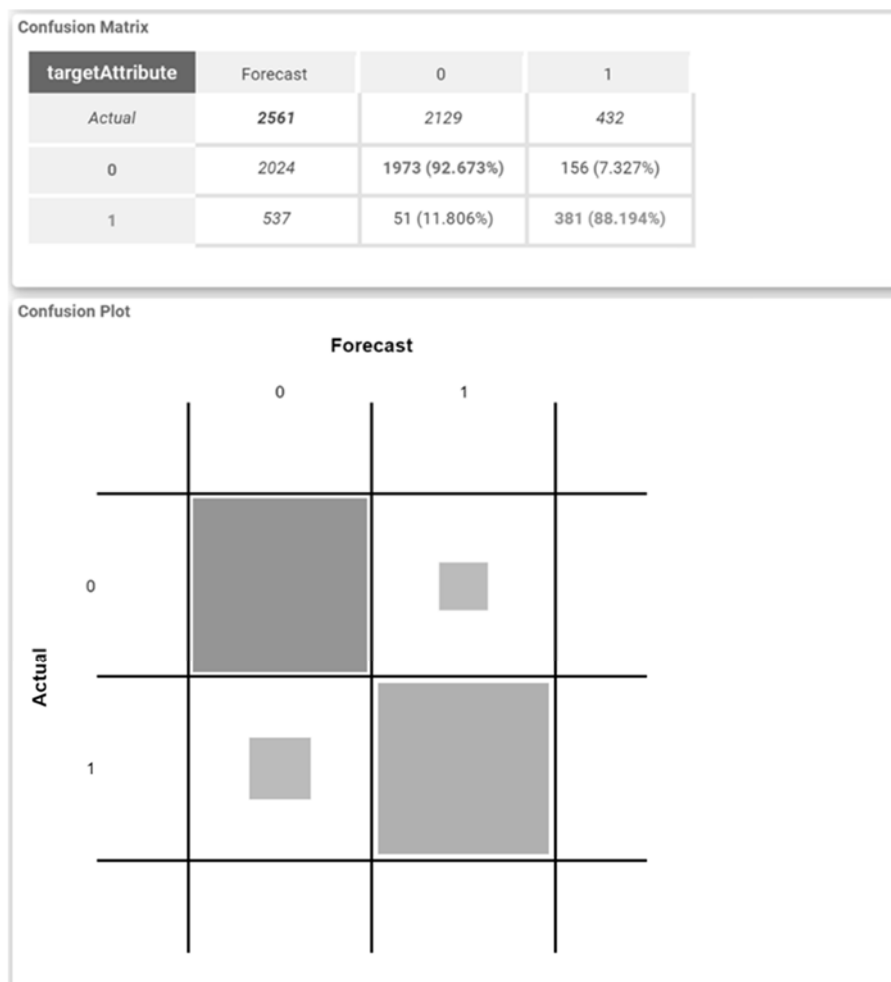 Confusion Matrix
targetAttribute Forecast 0 1
Actual 2561 2129 432
0 2024 1973 (92.673%) 156 (7.327%)
1 537 51 (11.806%) 381 (88.194%)
Confusion Plot
Forecast
0 1
0
Actual
1